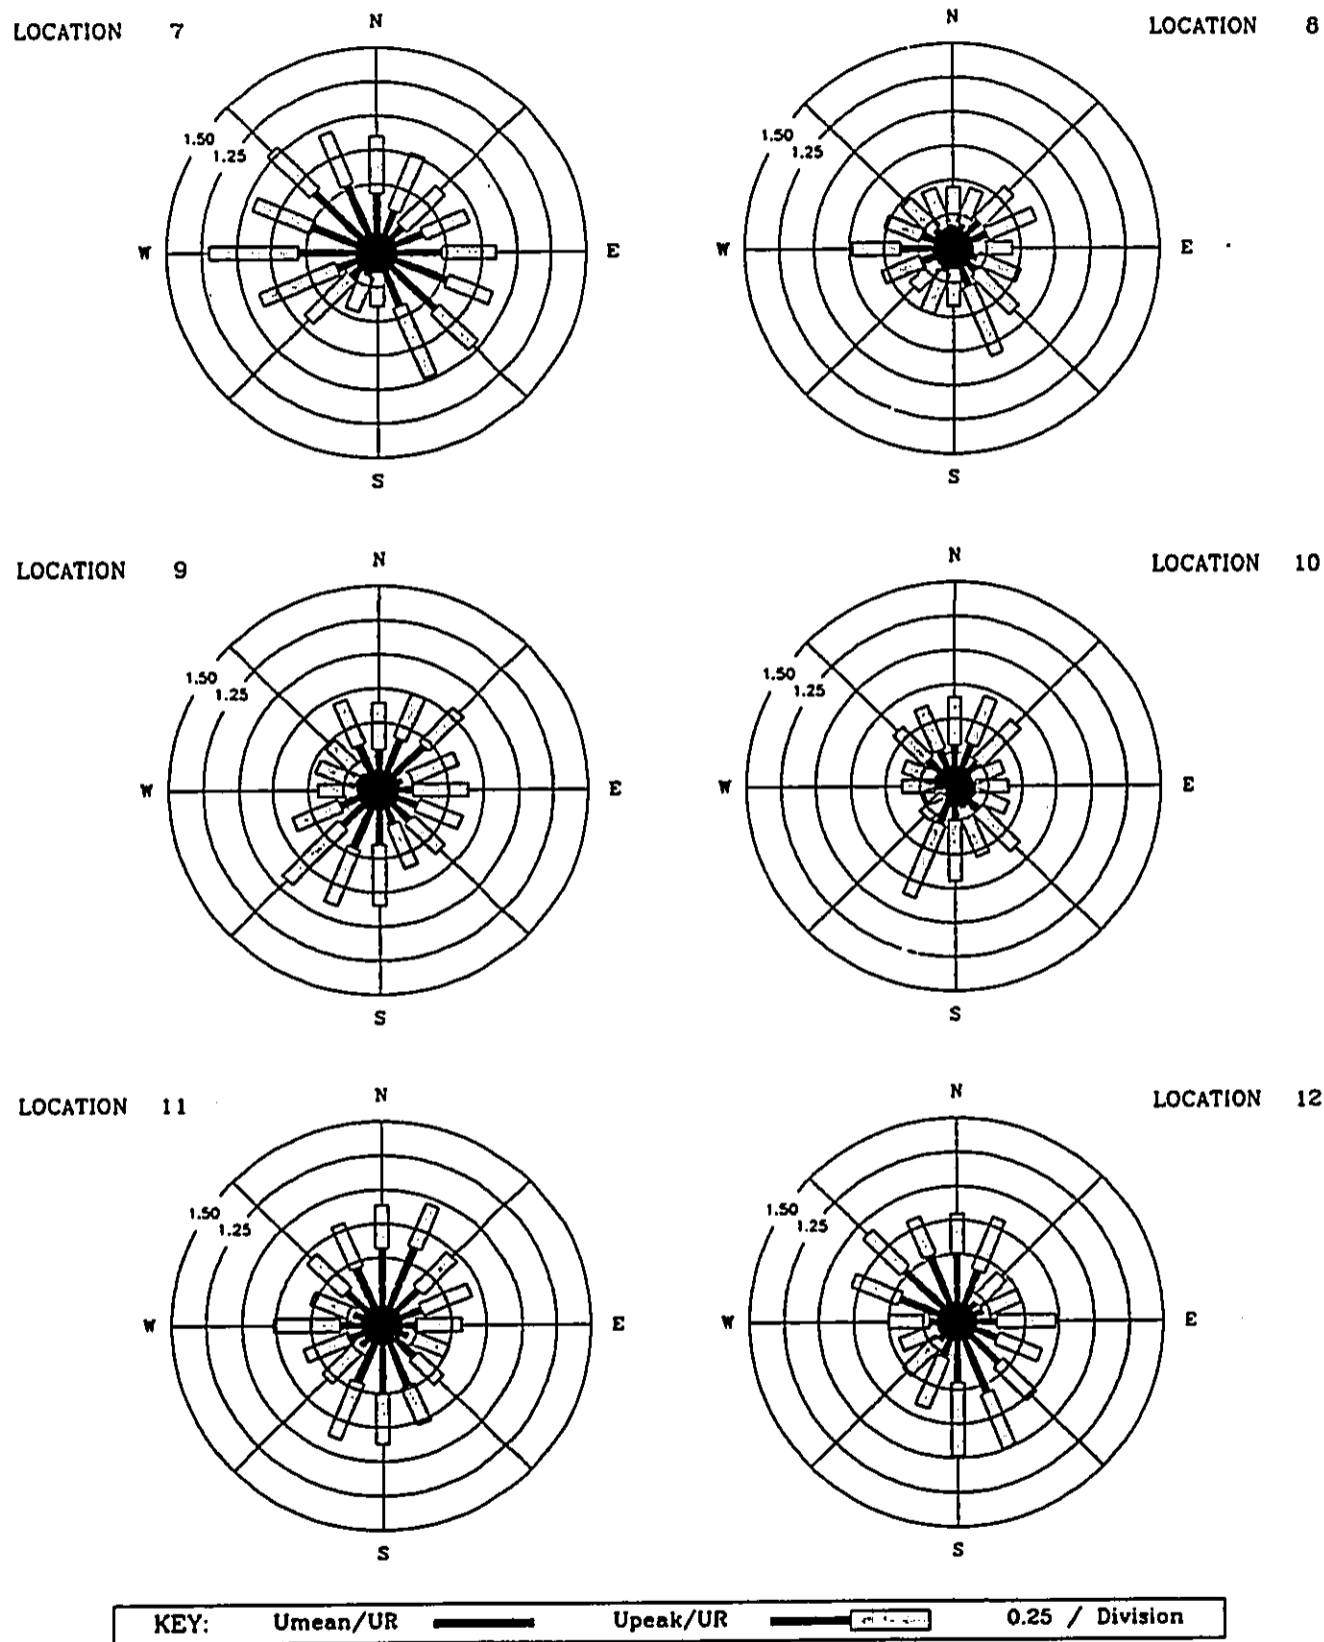 LOCATION 7
N
LOCATION 8
N
1.50
1.25
W
E
S
1.50
1.25
W
E
S
LOCATION 9
N
LOCATION 10
N
1.50
1.25
W
E
S
1.50
1.25
W
E
S
LOCATION 11
N
LOCATION 12
N
1.50
1.25
W
E
S
1.50
1.25
W
E
S
KEY: Umean/UR Upeak/UR 0.25 / Division